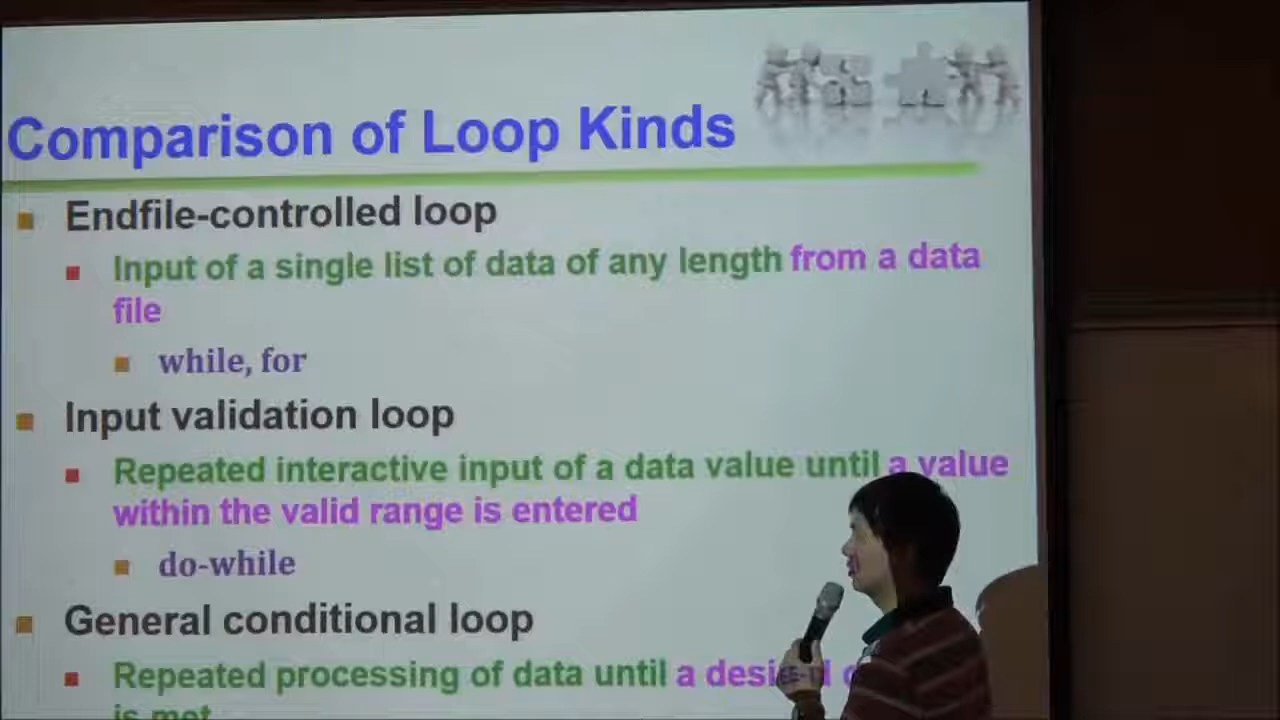 Comparison of Loop Kinds
Endfile-controlled loop
Input of a single list of data of any length from a data
file
while, for
Input validation loop
Repeated interactive input of a data value until a value
within the valid range is entered
do-while
General conditional loop
Repeated processing of data until a
is met